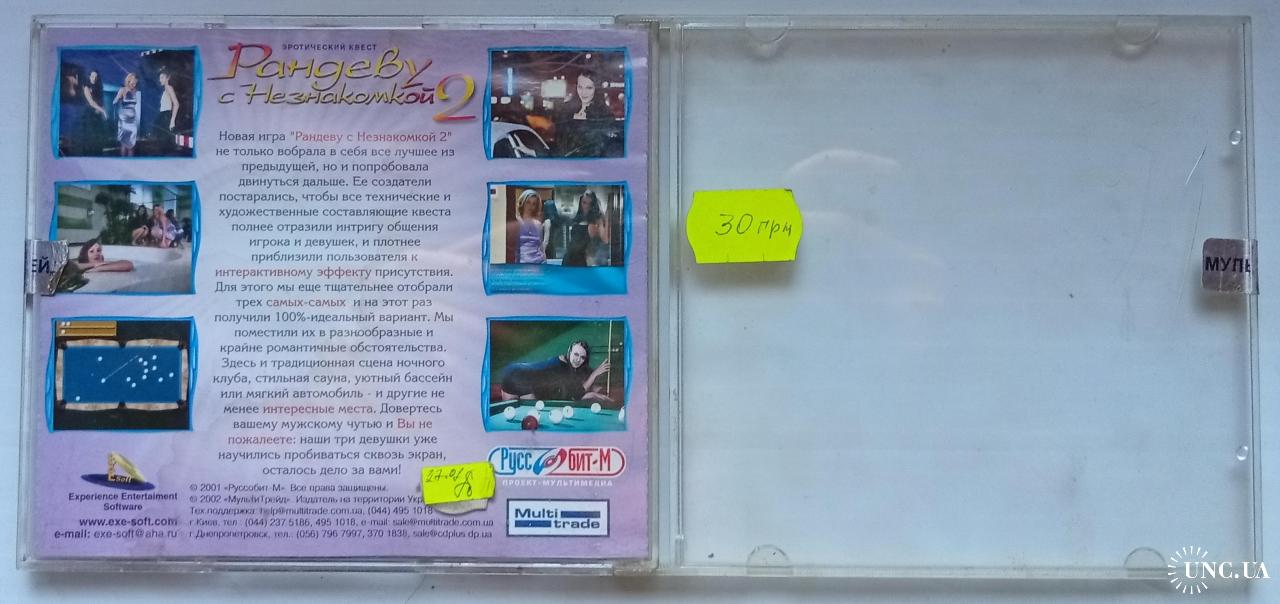 ЭРОТИЧЕСКИЙ КВЕСТ
Рандеву
с Незнакомкой 2
Новая игра "Рандеву с Незнакомкой 2"
не только вобрала в себя все лучшее из
предыдущей, но и попробовала
двинуться дальше. Ее создатели
постарались, чтобы все технические и
художественные составляющие квеста
полнее отразили интригу общения
игрока и девушек, и плотнее
приблизили пользователя к
интерактивному эффекту присутствия.
Для этого мы еще тщательнее отобрали
трех самых-самых и на этот раз
получили 100%-идеальный вариант. Мы
поместили их в разнообразные и
крайне романтичные обстоятельства.
Здесь и традиционная сцена ночного
клуба, стильная сауна, уютный бассейн
или мягкий автомобиль - и другие не
менее интересные места. Довертесь
вашему мужскому чутью и Вы не
пожалеете: наши три девушки уже
научились пробиваться сквозь экран,
осталось дело за вами!
Soft
Experience Entertaiment
Software
www.exe-soft.com
e-mail: exe-soft@aha.ru
© 2001 «Руссобит-М». Все права защищены.
© 2002 «МультиТрейд». Издатель на территории Укр
Тех.поддержка: help@multitrade.com.ua, (044) 495 1018
г.Киев, тел.: (044) 237 5186, 495 1018, e-mail: sale@multitrade.com.ua
г.Днепропетровск, тел.: (056) 796 7997, 370 1838, sale@cdplus.dp.ua
Руссобит-М
ПРОЕКТ-МУЛЬТИМЕДИА
Multi
trade
ЕЙ
30 грн
МУЛЬ
UNC.UA